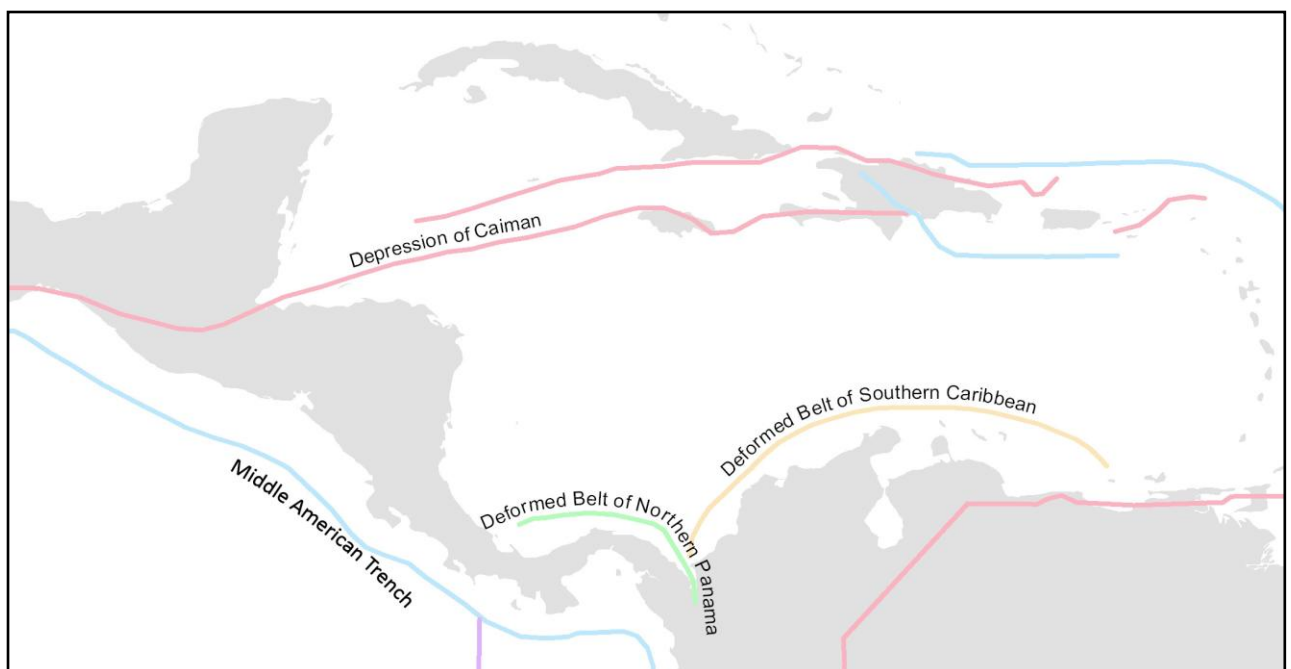 Depression of Caiman
Deformed Belt of Southern Caribbean
Middle American Trench
Deformed Belt of Northern Panama